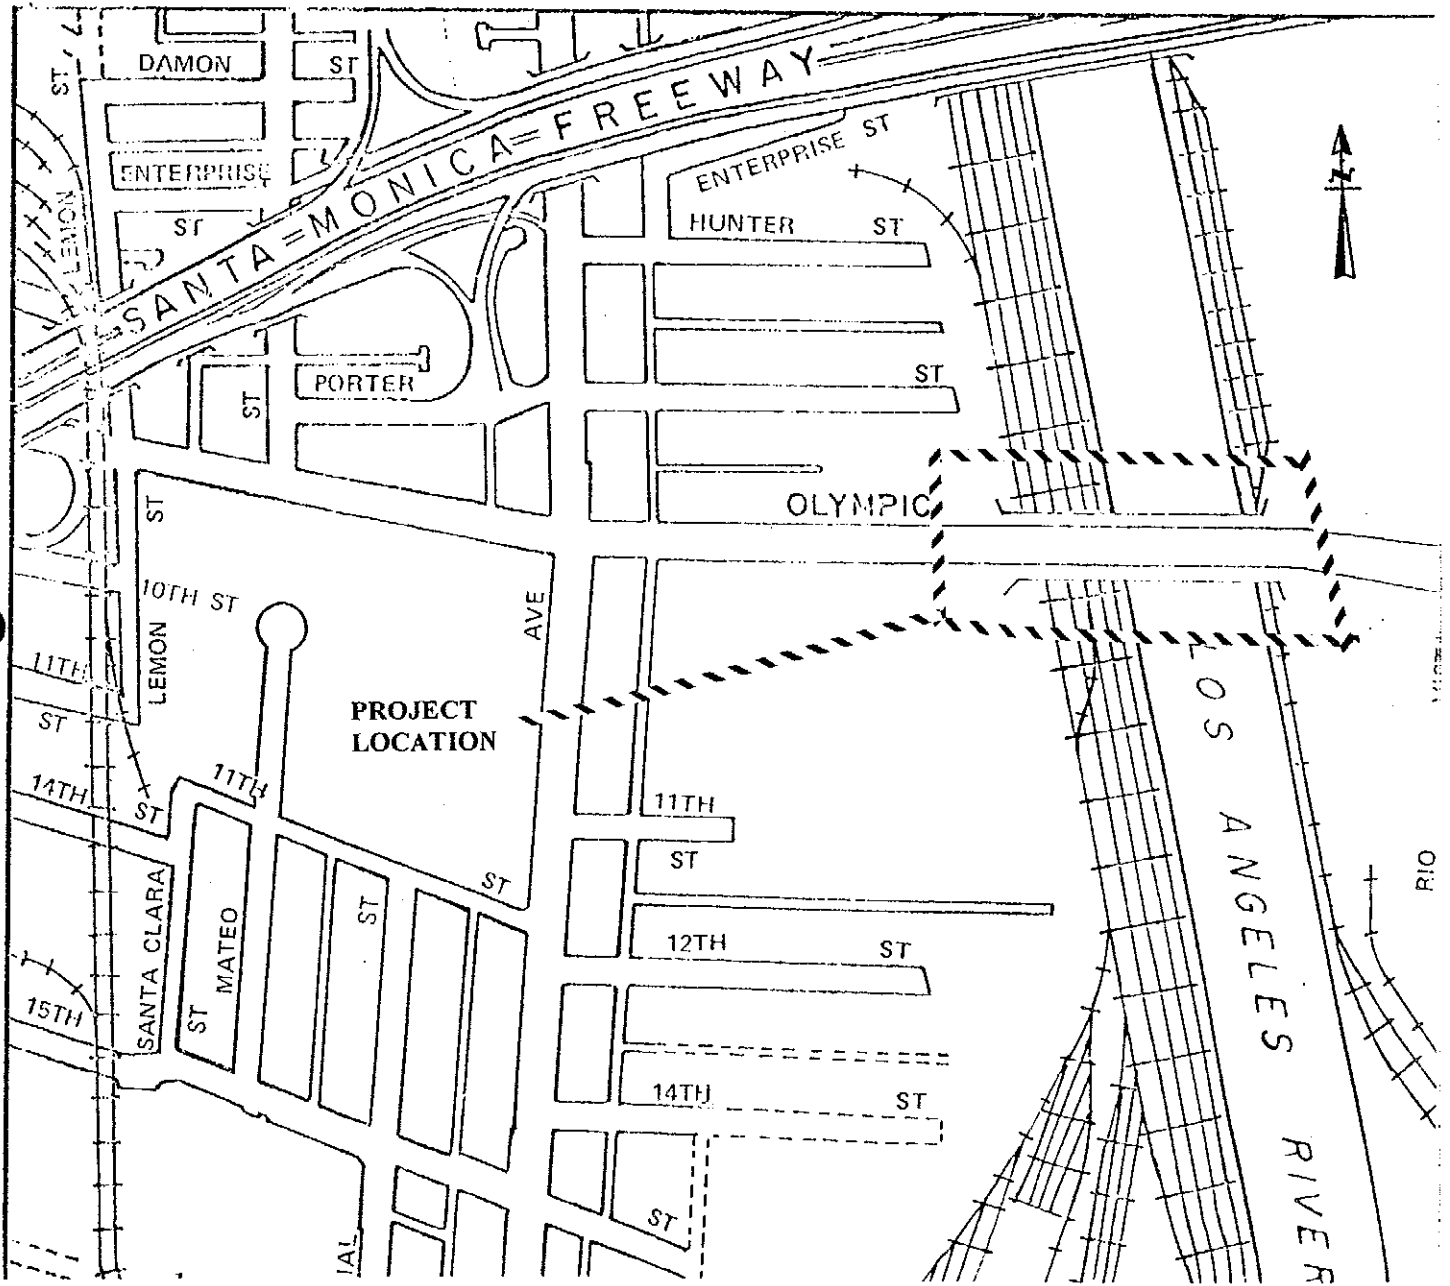 DAMON ST
ST
SANTA MONICA FREEWAY
ENTERPRISE
ST
LEMON
ENTERPRISE ST
HUNTER ST
N
ST
PORTER
ST
ST
OLYMPIC
10TH ST
LEMON
AVE
11TH
ST
PROJECT
LOCATION
14TH
ST
11TH
ST
11TH
ST
LOS ANGELES RIVER
RIO
SANTA CLARA
ST
MATEO
ST
12TH ST
15TH
14TH ST
ST
IAL